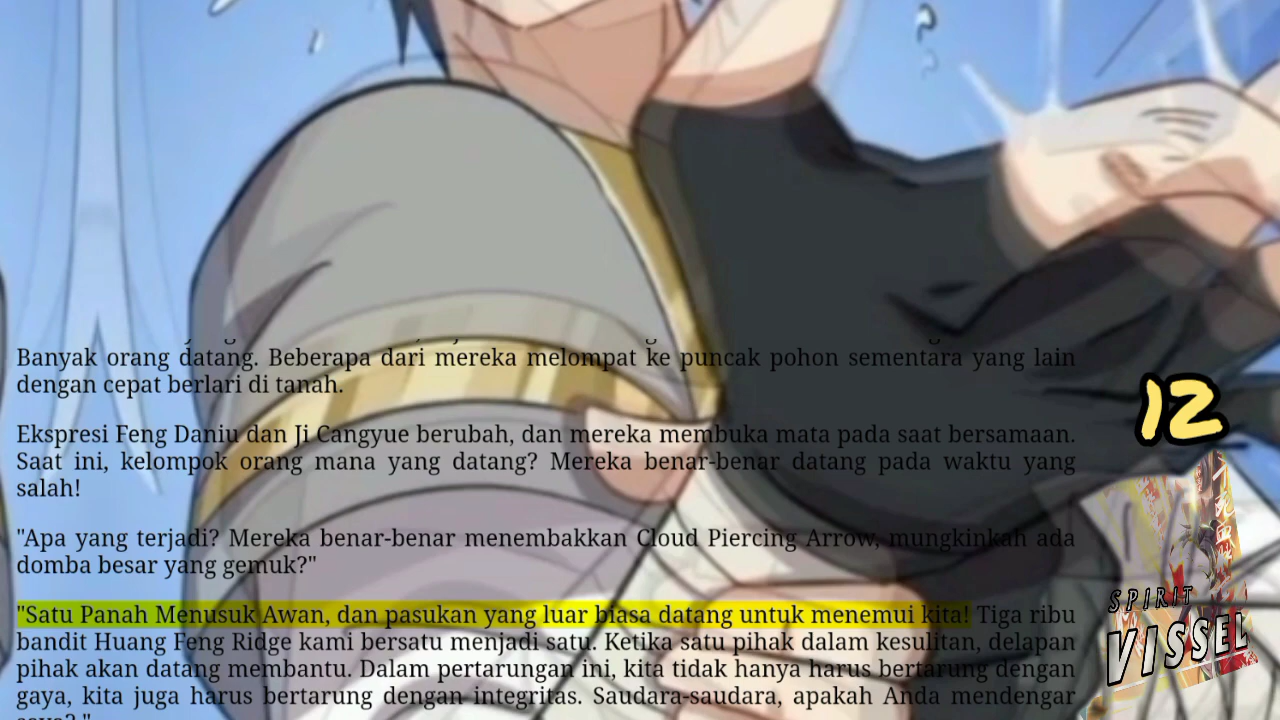 Banyak orang datang. Beberapa dari mereka melompat ke puncak pohon sementara yang lain
dengan cepat berlari di tanah.
Ekspresi Feng Daniu dan Ji Cangyue berubah, dan mereka membuka mata pada saat bersamaan.
Saat ini, kelompok orang mana yang datang? Mereka benar-benar datang pada waktu yang
salah!
"Apa yang terjadi? Mereka benar-benar menembakkan Cloud Piercing Arrow, mungkinkah ada
domba besar yang gemuk?"
"Satu Panah Menusuk Awan, dan pasukan yang luar biasa datang untuk menemui kita! Tiga ribu
bandit Huang Feng Ridge kami bersatu menjadi satu. Ketika satu pihak dalam kesulitan, delapan
pihak akan datang membantu. Dalam pertarungan ini, kita tidak hanya harus bertarung dengan
gaya, kita juga harus bertarung dengan integritas. Saudara-saudara, apakah Anda mendengar
12
SPIRIT
VISSEL